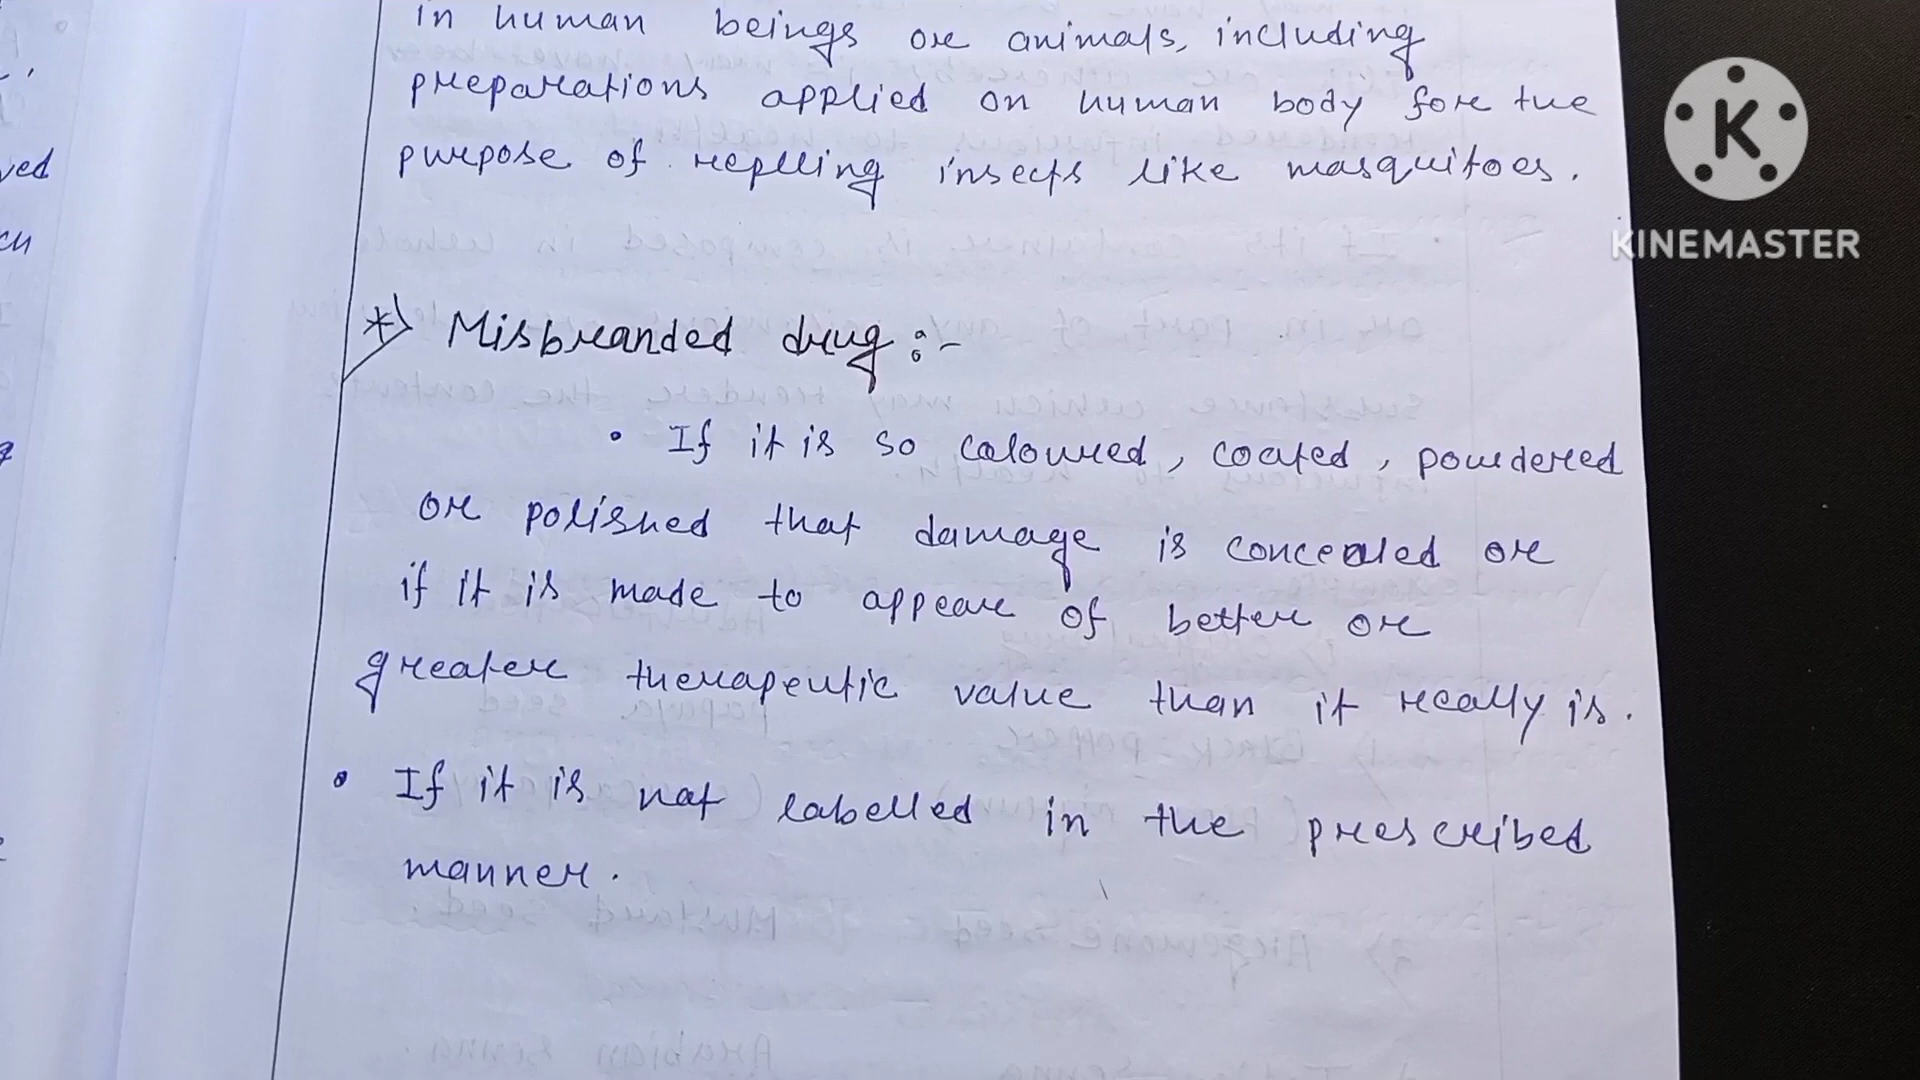 in human beings or animals, including
preparations applied on human body for the
purpose of replling insects like masquitoes.
K
KINEMASTER
*) Misbranded drug :-
• If it is so coloured, coated, powdered
or polished that damage is concealed or
if it is made to appear of better or
greater therapeutic value than it really is.
• If it is not labelled in the prescribed
manner.